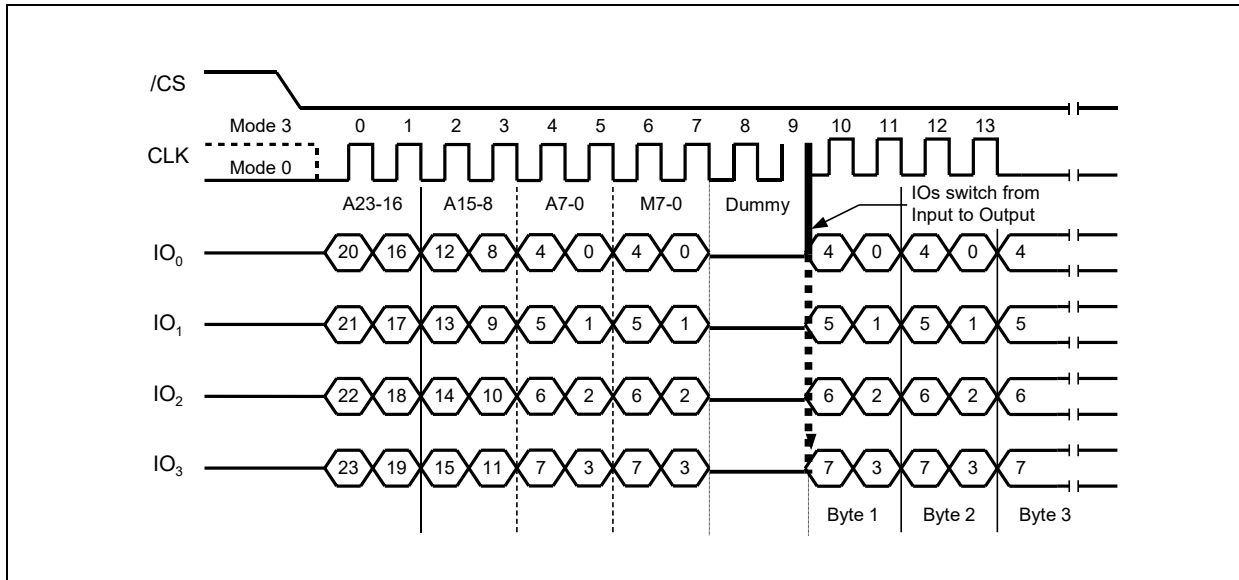 /CS
Mode 3 0 1 2 3 4 5 6 7 8 9 10 11 12 13
CLK
Mode 0
A23-16 A15-8 A7-0 M7-0 Dummy
IOs switch from
Input to Output
IO0 20 16 12 8 4 0 4 0 4 0 4 0 4
IO1 21 17 13 9 5 1 5 1 5 1 5 1 5
IO2 22 18 14 10 6 2 6 2 6 2 6 2 6
IO3 23 19 15 11 7 3 7 3 7 3 7 3 7
Byte 1 Byte 2 Byte 3